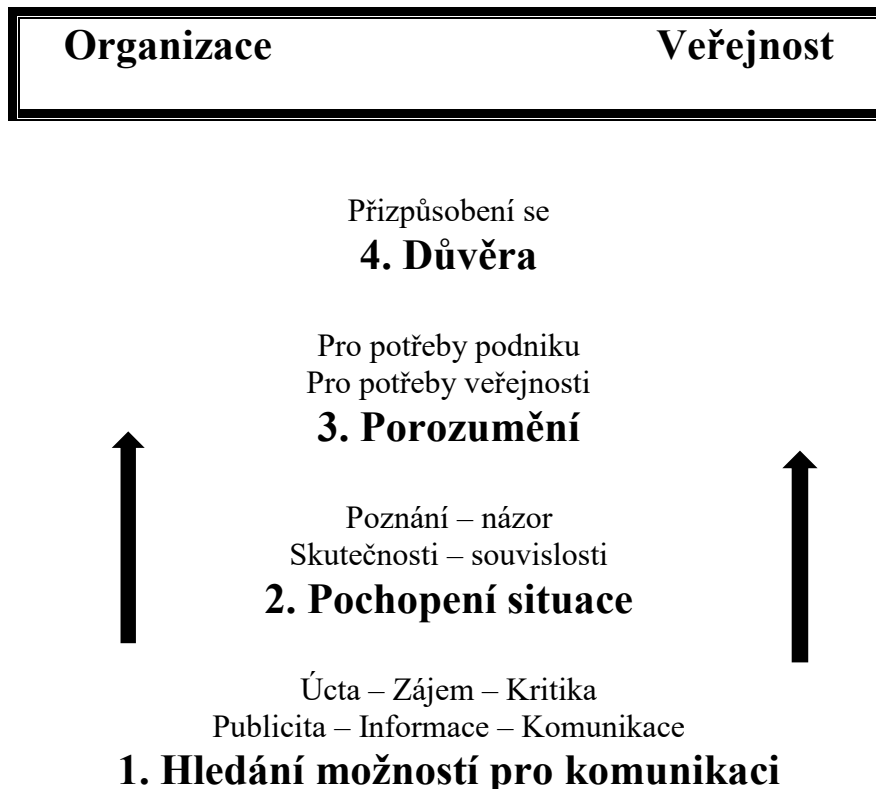 Organizace Veřejnost
Přizpůsobení se
4. Důvěra
Pro potřeby podniku
Pro potřeby veřejnosti
3. Porozumění
Poznání – názor
Skutečnosti – souvislosti
2. Pochopení situace
Úcta – Zájem – Kritika
Publicita – Informace – Komunikace
1. Hledání možností pro komunikaci